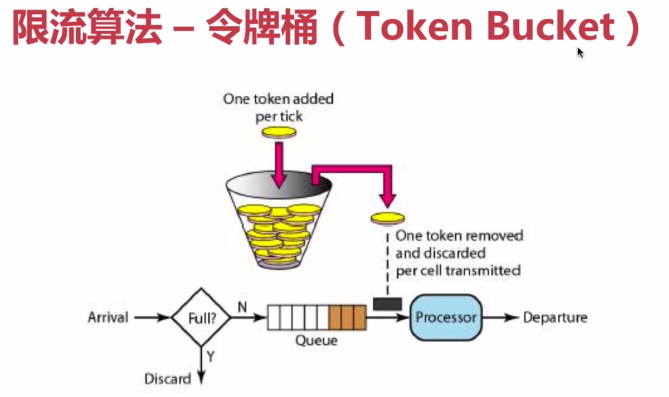 限流算法 – 令牌桶（Token Bucket）
One token added
per tick
One token removed
and discarded
per cell transmitted
Arrival
Full?
N
Queue
Processor
Departure
Y
Discard